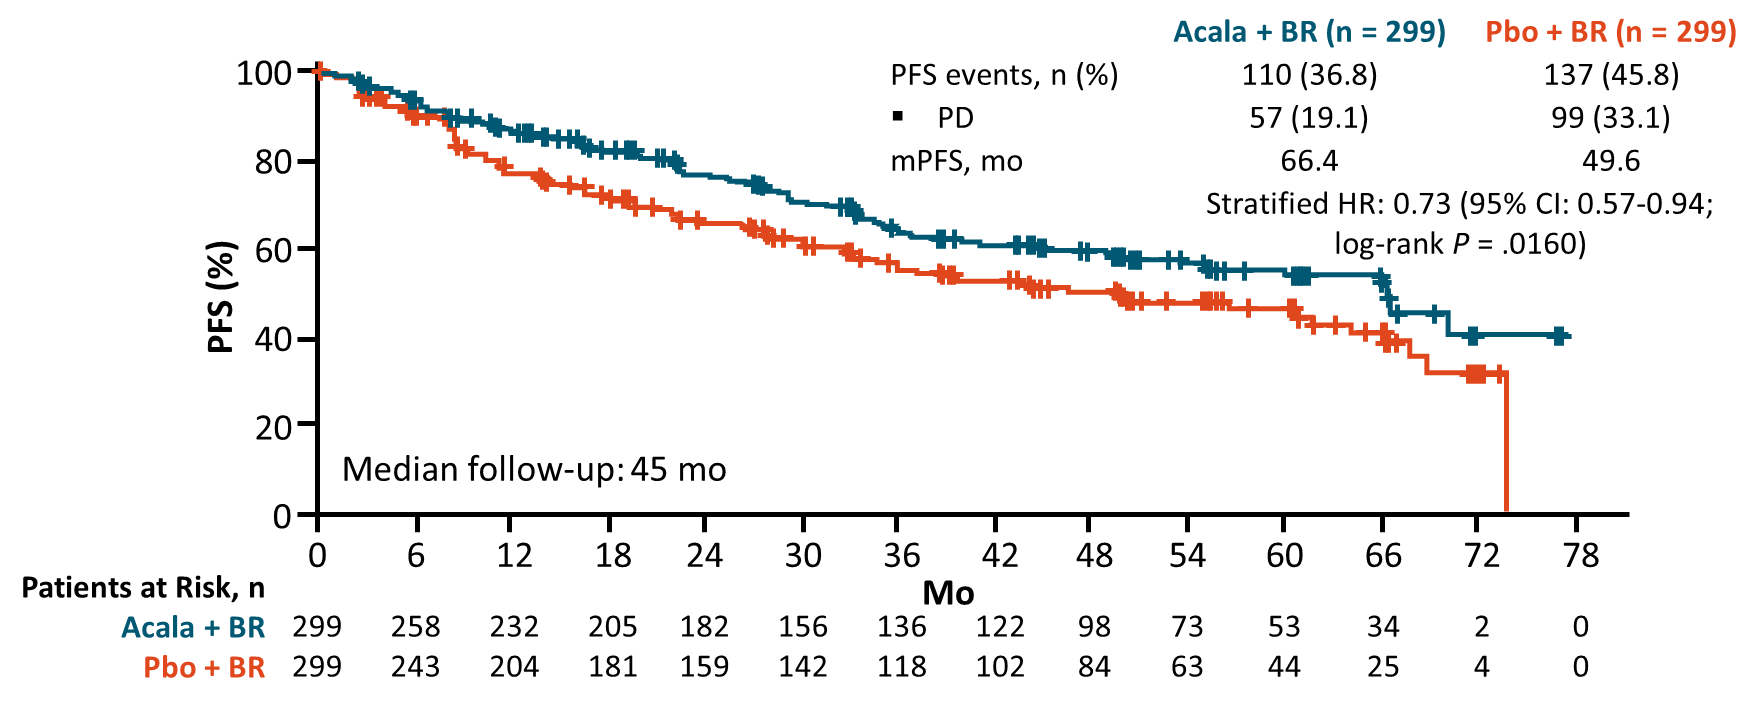 Acala + BR (n = 299) Pbo + BR (n = 299)
PFS events, n (%) 110 (36.8) 137 (45.8)
▪ PD 57 (19.1) 99 (33.1)
mPFS, mo 66.4 49.6
Stratified HR: 0.73 (95% CI: 0.57-0.94;
log-rank P = .0160)
PFS (%)
100
80
60
40
20
0
Median follow-up: 45 mo
0 6 12 18 24 30 36 42 48 54 60 66 72 78
Mo
Patients at Risk, n
Acala + BR 299 258 232 205 182 156 136 122 98 73 53 34 2 0
Pbo + BR 299 243 204 181 159 142 118 102 84 63 44 25 4 0